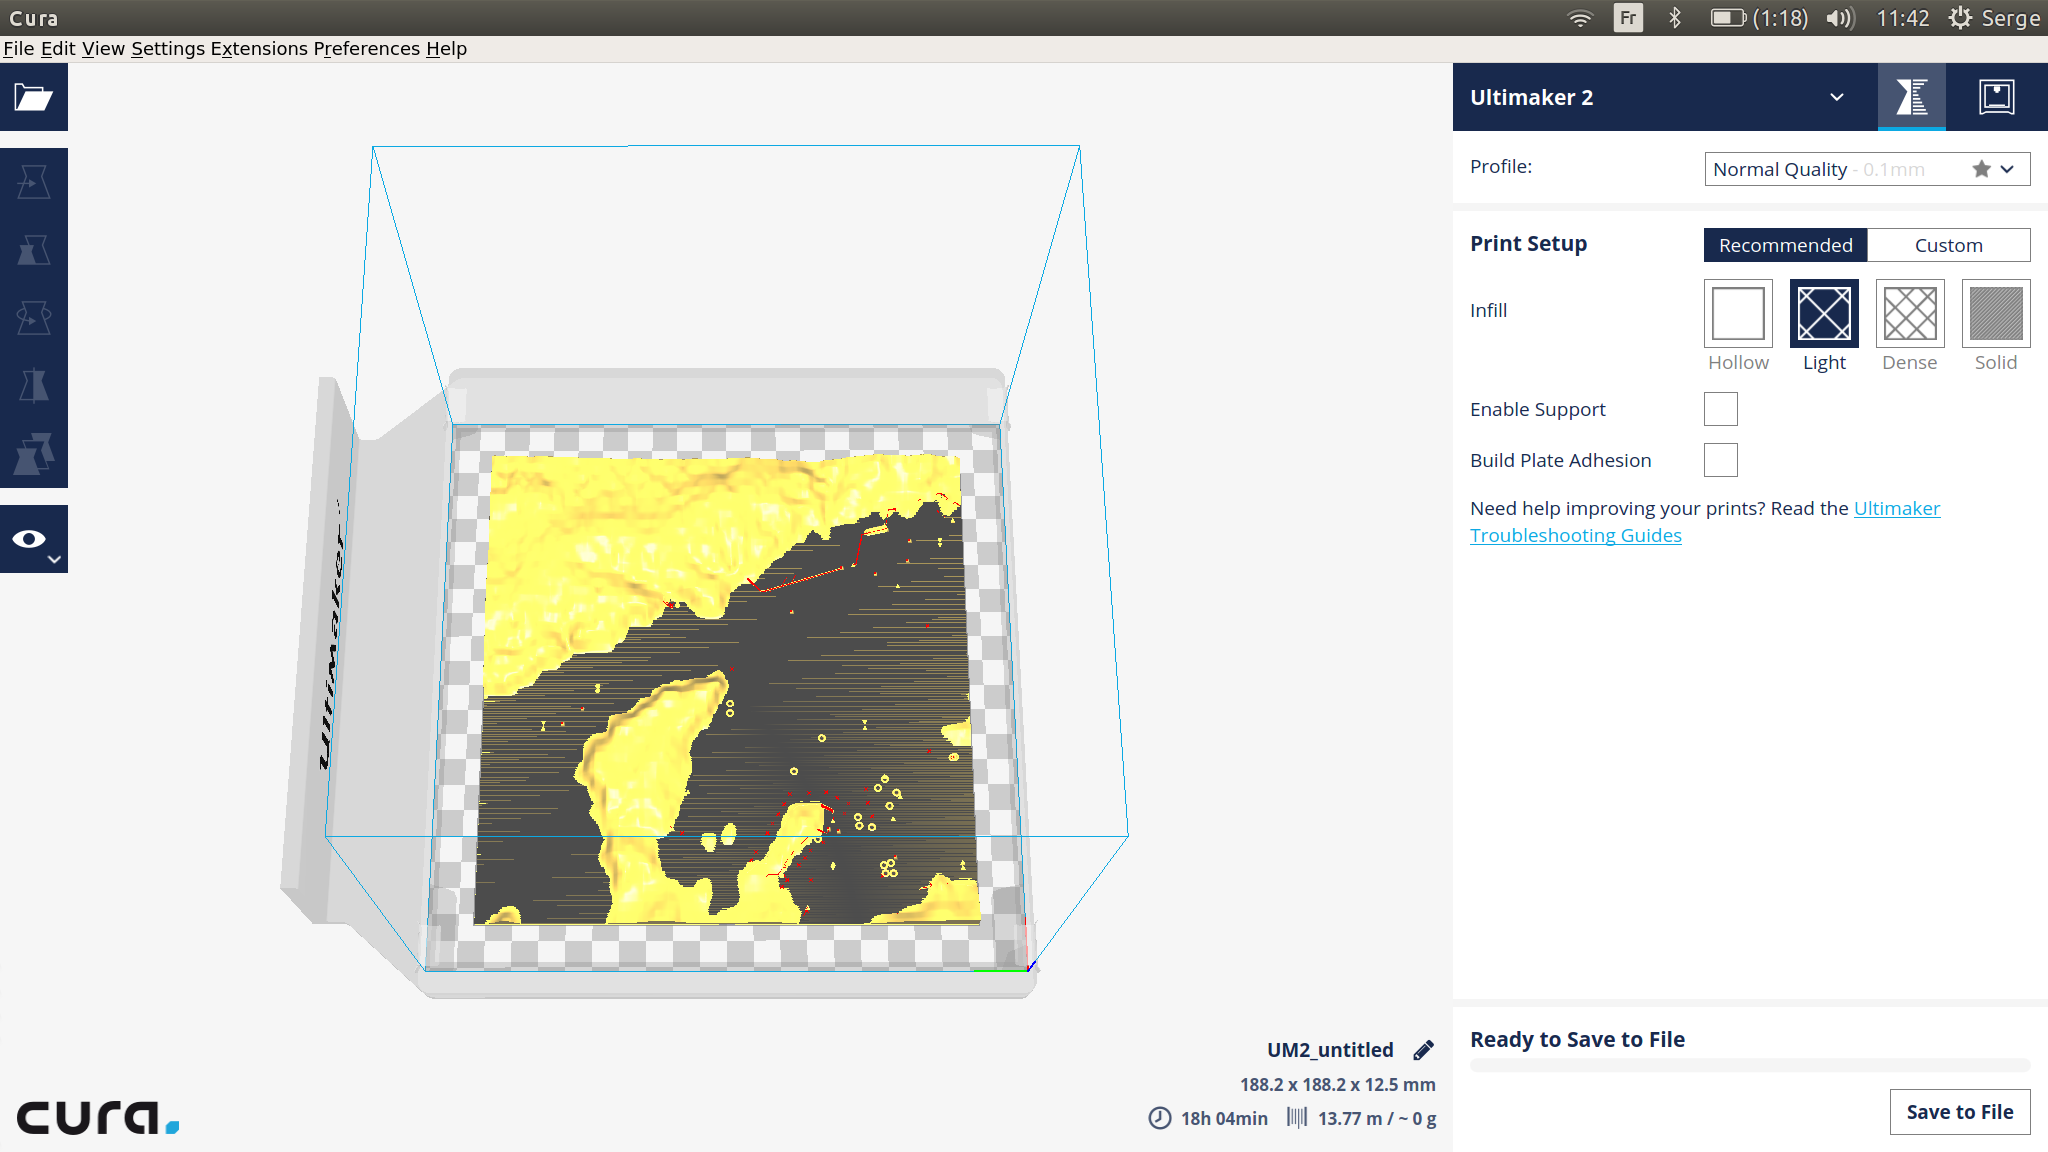 Cura
Fr
(1:18)
11:42
Serge
File Edit View Settings Extensions Preferences Help
Ultimaker 2
Profile:
Normal Quality - 0.1mm
Print Setup
Recommended
Custom
Infill
Hollow
Light
Dense
Solid
Enable Support
Build Plate Adhesion
Need help improving your prints? Read the Ultimaker
Troubleshooting Guides
Ultimaker
UM2_untitled
188.2 x 188.2 x 12.5 mm
18h 04min
13.77 m / ~ 0 g
Ready to Save to File
Save to File
cura.